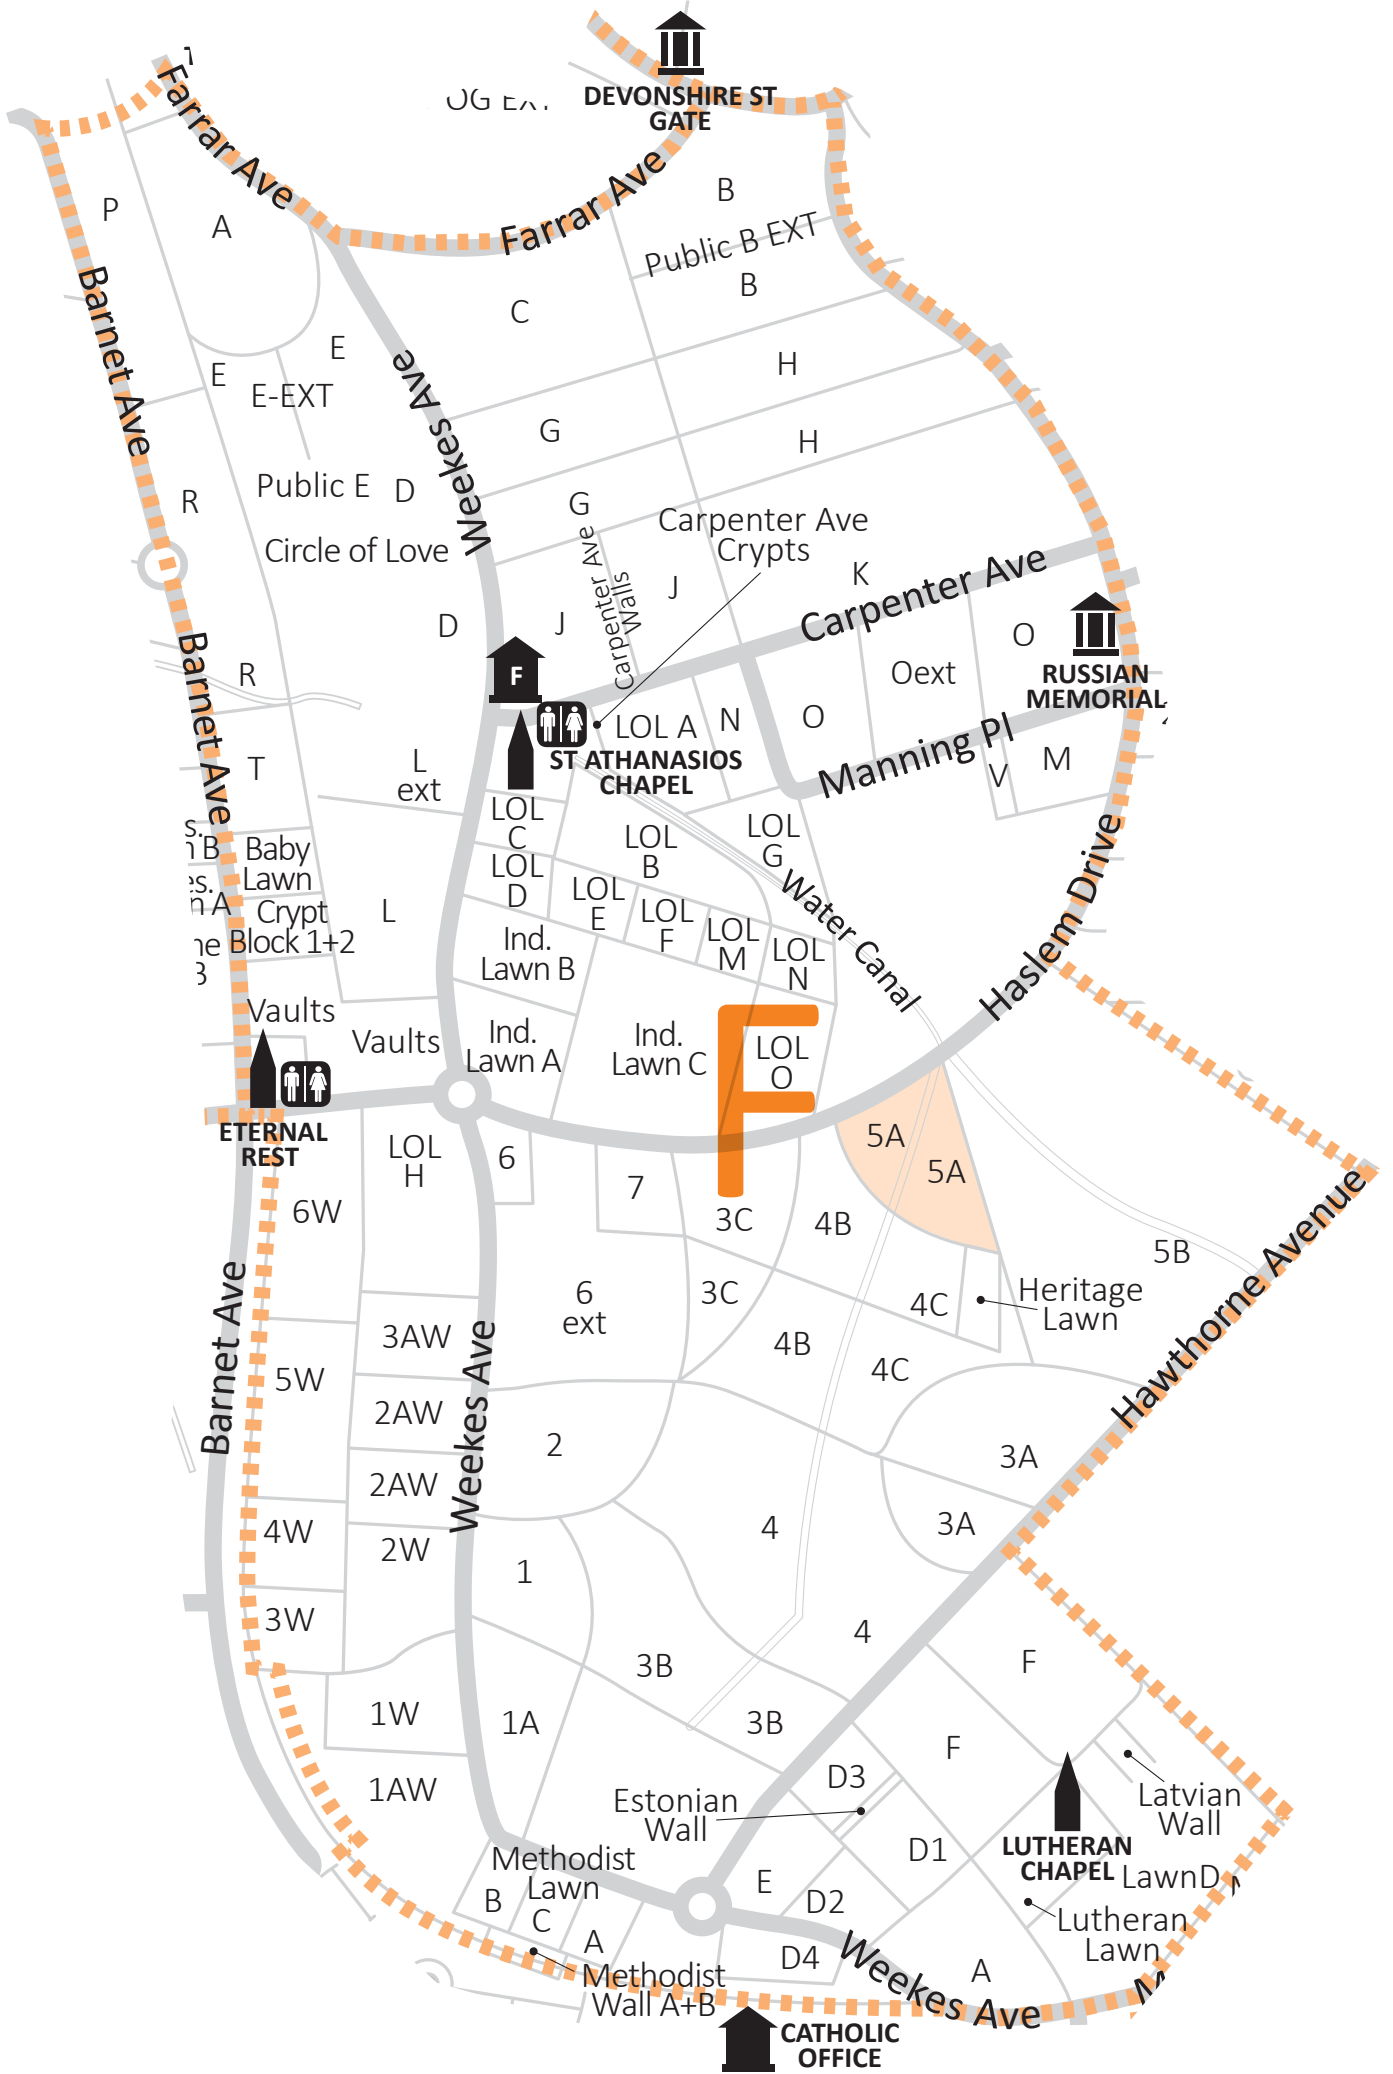 DEVONSHIRE ST
GATE
Farrar Ave
Farrar Ave
P
A
B
Public B EXT
B
Barnet Ave
C
E
E
E-EXT
Weekes Ave
H
G
H
R
Public E
D
G
Carpenter Ave
Crypts
Circle of Love
Carpenter Ave
Walls
K
Carpenter Ave
D
J
J
O
F
Barnet Ave
R
Oext
RUSSIAN
MEMORIAL
LOL A
N
O
ST ATHANASIOS
CHAPEL
Manning Pl
V
M
T
L
ext
LOL
C
LOL
B
LOL
G
Baby
Lawn
LOL
D
LOL
E
LOL
F
LOL
M
LOL
N
Water Canal
Haslem Drive
Crypt
Block 1+2
L
Ind.
Lawn B
Vaults
Vaults
Ind.
Lawn A
Ind.
Lawn C
LOL
O
F
ETERNAL
REST
LOL
H
6
7
5A
5A
6W
3C
4B
5B
Barnet Ave
6
ext
3C
4C
Heritage
Lawn
Hawthorne Avenue
3AW
4B
4C
5W
Weekes Ave
2AW
2
3A
2AW
4W
2W
4
3A
1
3W
4
3B
F
1W
1A
3B
F
1AW
D3
Estonian
Wall
Latvian
Wall
D1
LUTHERAN
CHAPEL
LawnD
Methodist
Lawn
B
C
A
E
D2
Lutheran
Lawn
D4
Weekes Ave
A
Methodist
Wall A+B
CATHOLIC
OFFICE